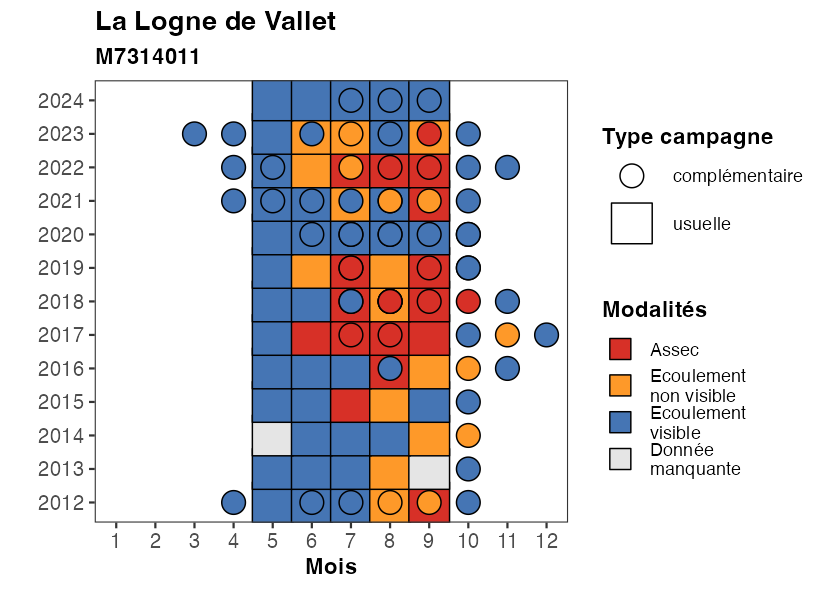 La Logne de Vallet
M7314011
2024
2023
2022
2021
2020
2019
2018
2017
2016
2015
2014
2013
2012
1 2 3 4 5 6 7 8 9 10 11 12
Mois
Type campagne
complémentaire
usuelle
Modalités
Assec
Ecoulement
non visible
Ecoulement
visible
Donnée
manquante